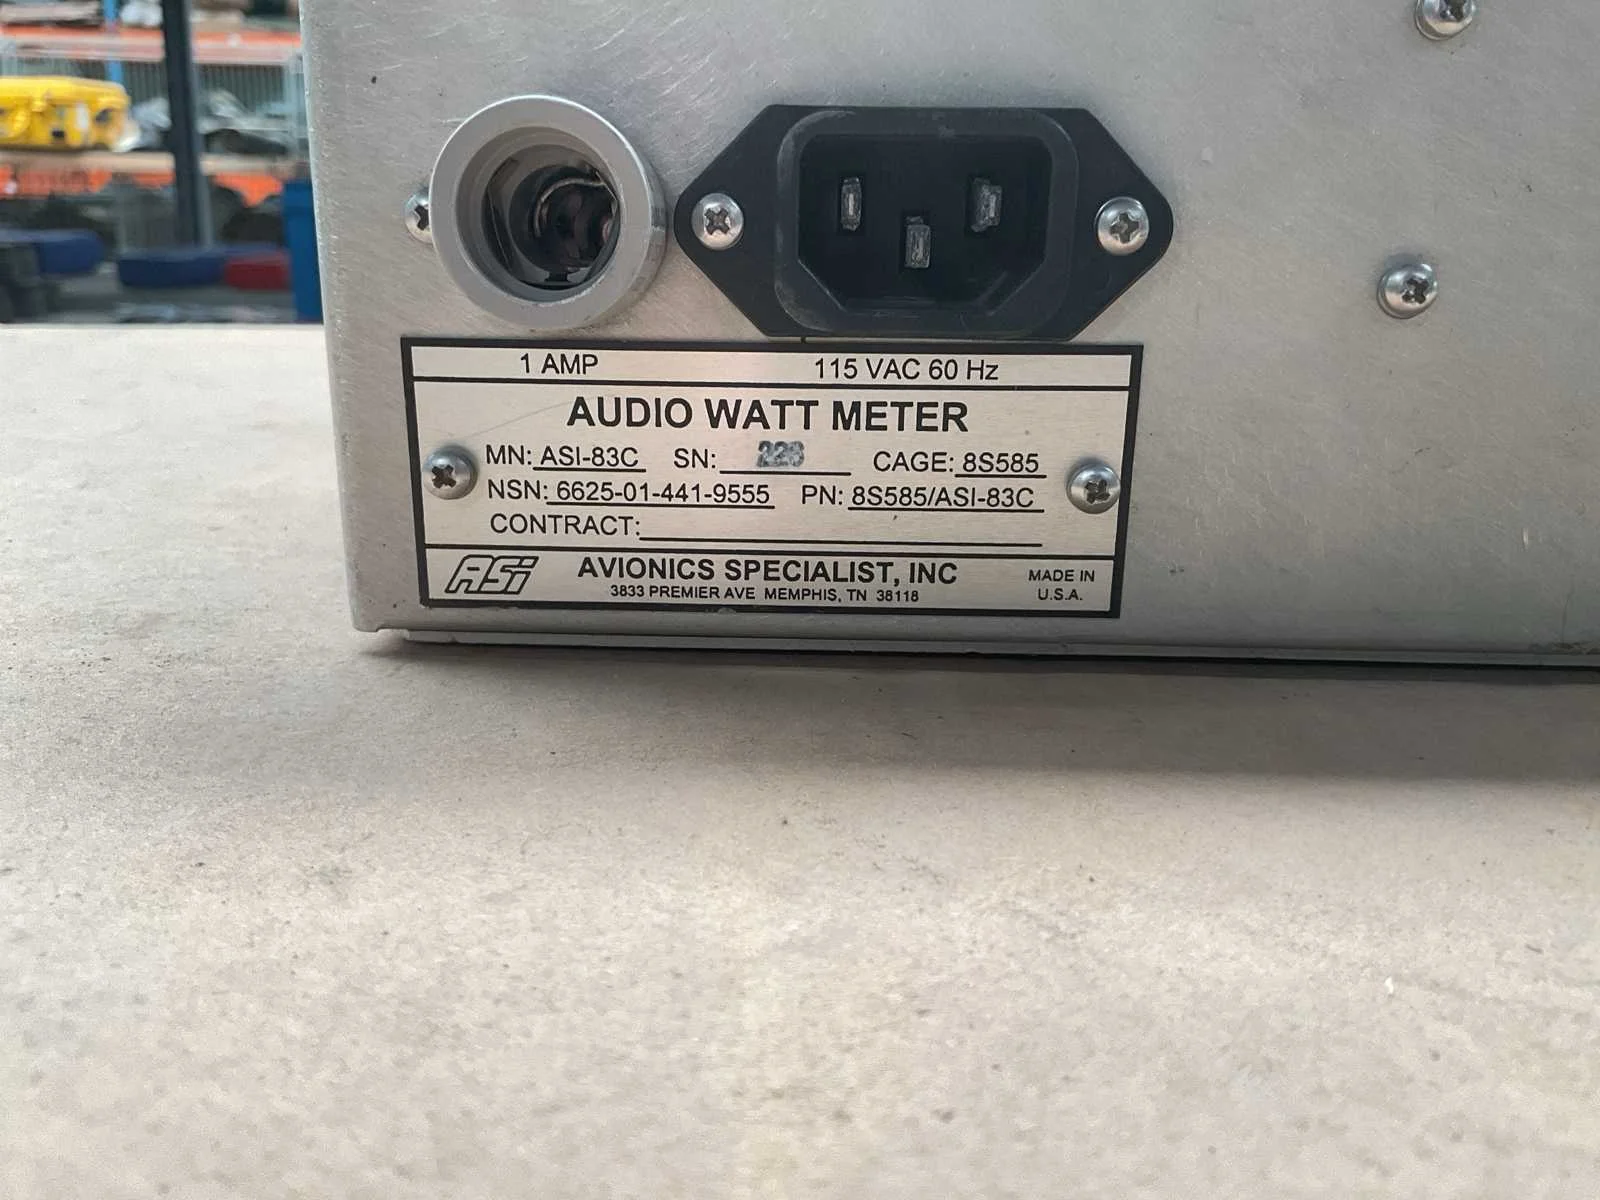 1 AMP 115 VAC 60 Hz
AUDIO WATT METER
MN: ASI-83C SN: CAGE: 8S585
NSN: 6625-01-441-9555 PN: 8S585/ASI-83C
CONTRACT:
ASi AVIONICS SPECIALIST, INC MADE IN
3833 PREMIER AVE MEMPHIS, TN 38118 U.S.A.